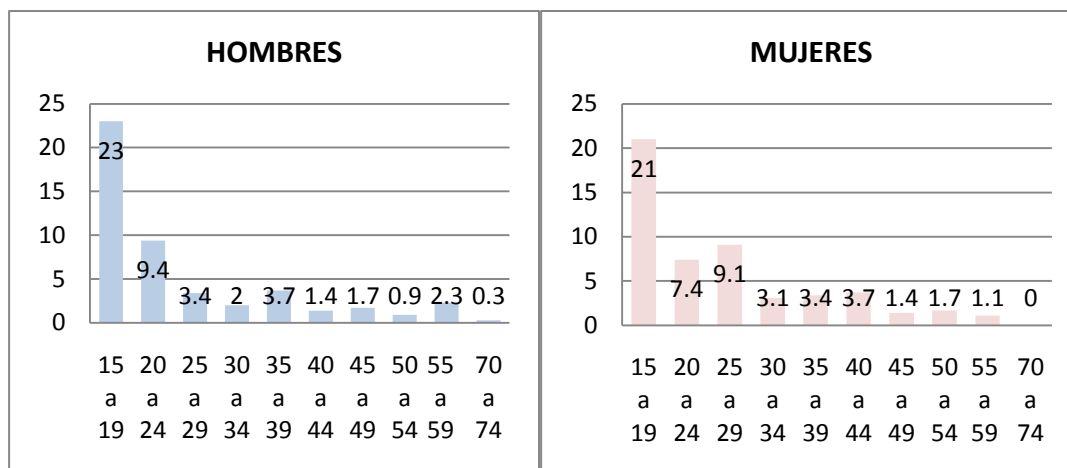 HOMBRES
25
20
15
10
5
0
23
9.4
3.4
2
3.7
1.4
1.7
0.9
2.3
0.3
15 a 19
20 a 24
25 a 29
30 a 34
35 a 39
40 a 44
45 a 49
50 a 54
55 a 59
70 a 74
MUJERES
25
20
15
10
5
0
21
7.4
9.1
3.1
3.4
3.7
1.4
1.7
1.1
0
15 a 19
20 a 24
25 a 29
30 a 34
35 a 39
40 a 44
45 a 49
50 a 54
55 a 59
70 a 74